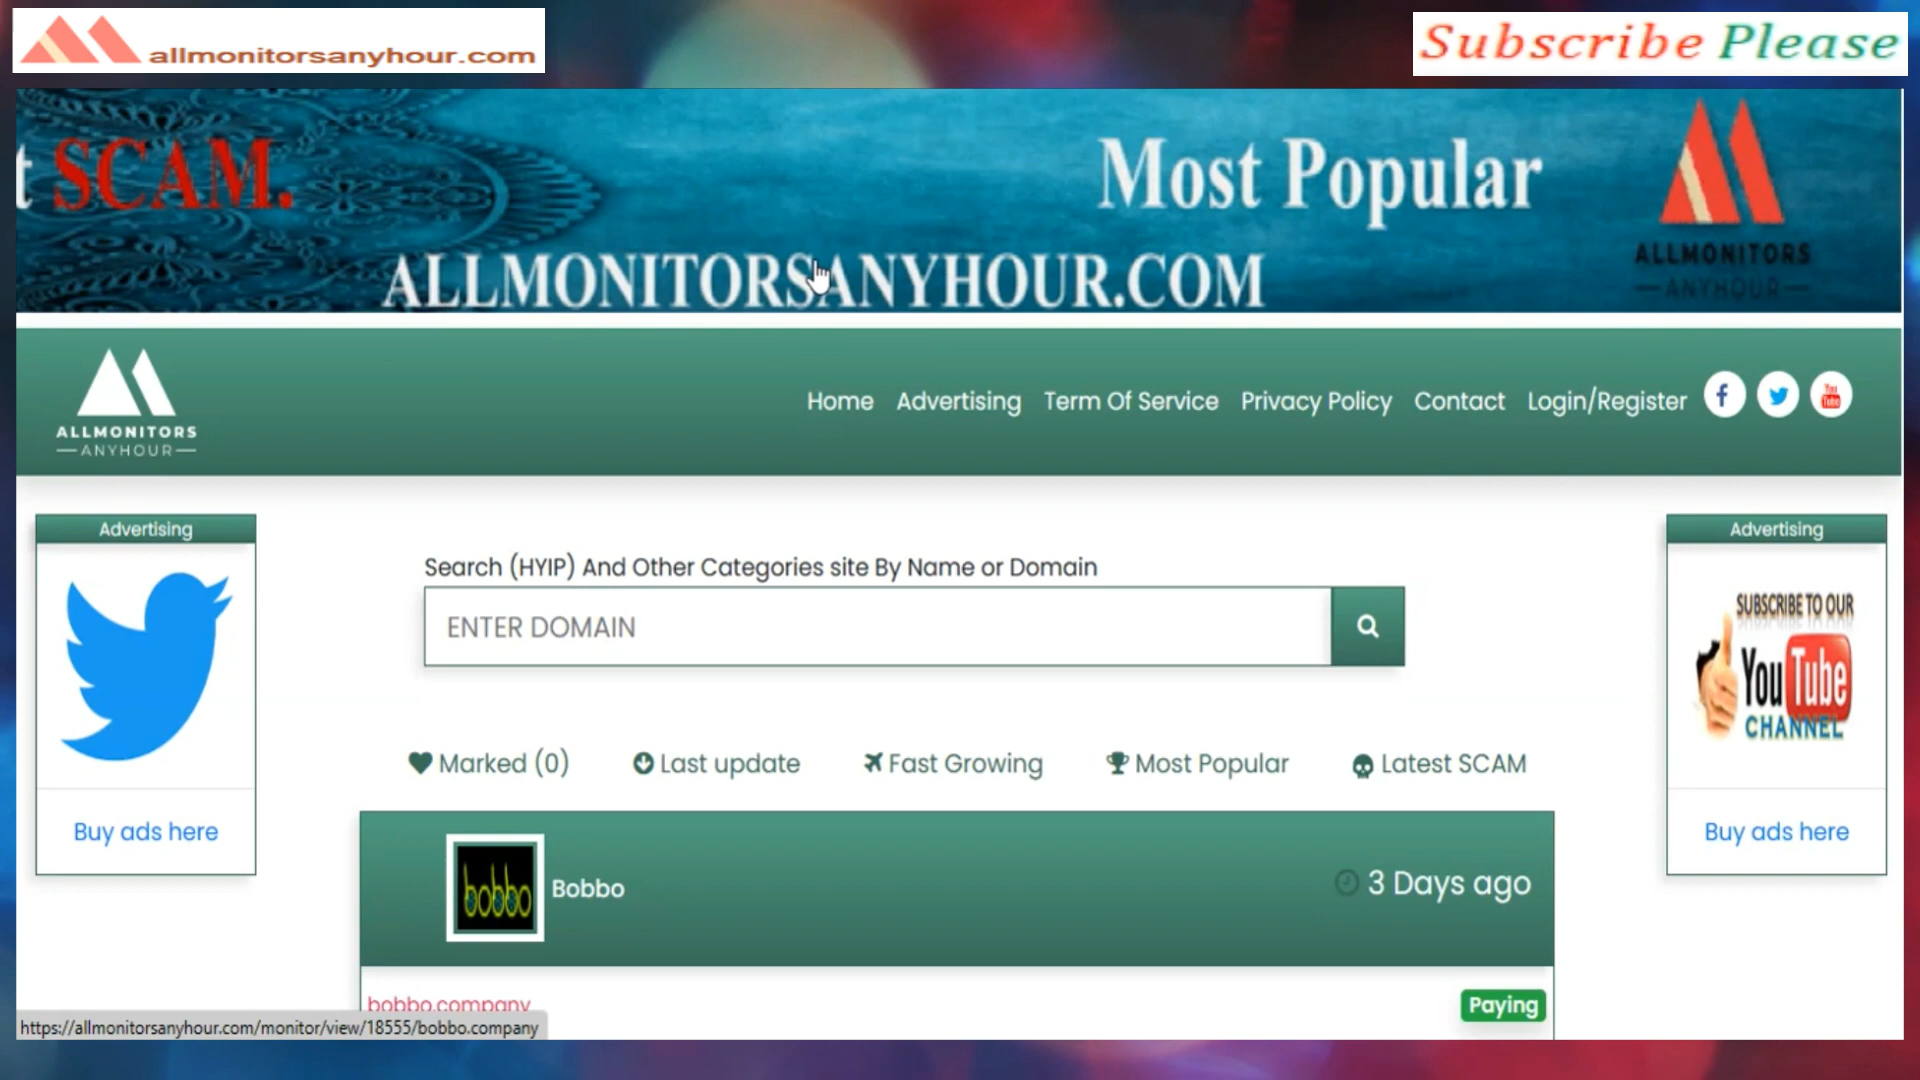 allmonitorsanyhour.com
Subscribe Please
t SCAM.
Most Popular
ALLMONITORSANYHOUR.COM
ALLMONITORS
ANYHOUR
ALLMONITORS
ANYHOUR
Home Advertising Term Of Service Privacy Policy Contact Login/Register
You
Tube
Advertising
Buy ads here
Search (HYIP) And Other Categories site By Name or Domain
ENTER DOMAIN
Advertising
SUBSCRIBE TO OUR
You Tube
CHANNEL
Buy ads here
Marked (0) Last update Fast Growing Most Popular Latest SCAM
bobbo
Bobbo
3 Days ago
bobbo.company
Paying
https://allmonitorsanyhour.com/monitor/view/18555/bobbo.company